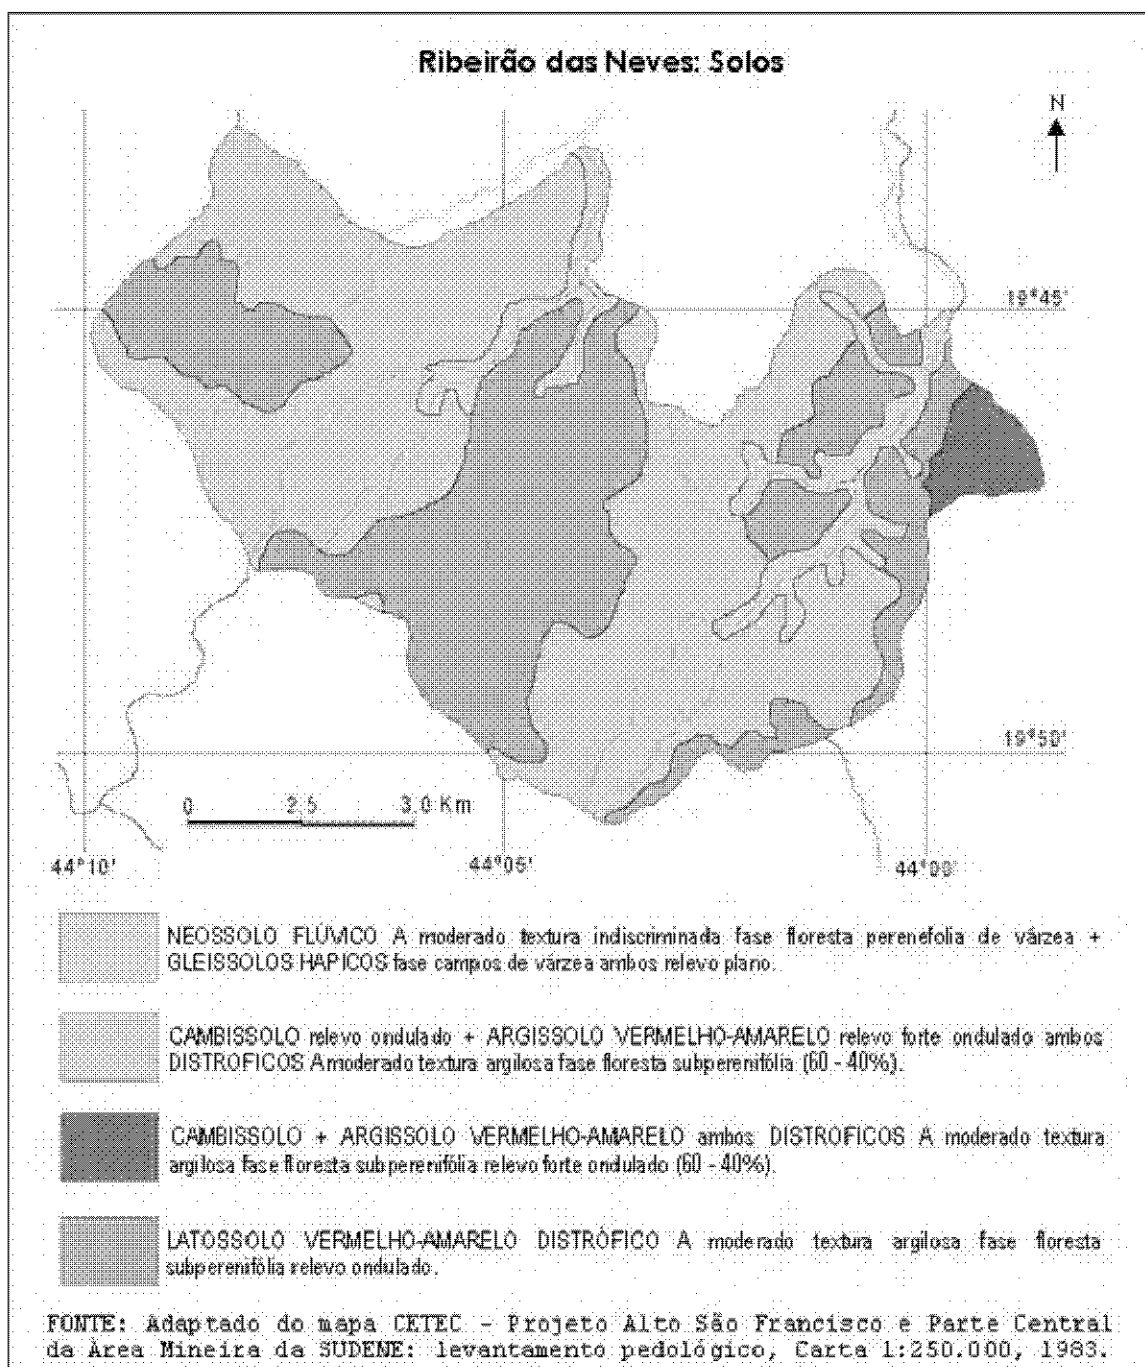 Ribeirão das Neves: Solos
N
19°45'
19°50'
0 2.5 3.0 Km
44°10' 44°05' 44°00'
NEOSSOLO FLÚVICO A moderado textura indiscriminada fase floresta perenefolia de várzea +
GLEISSOLOS HAPICOS fase campos de várzea ambos relevo plano.
CAMBISSOLO relevo ondulado + ARGISSOLO VERMELHO-AMARELO relevo forte ondulado ambos
DISTROFICOS A moderado textura argilosa fase floresta subperenifólia (60 - 40%).
CAMBISSOLO + ARGISSOLO VERMELHO-AMARELO ambos DISTROFICOS A moderado textura
argilosa fase floresta subperenifólia relevo forte ondulado (60 - 40%).
LATOSSOLO VERMELHO-AMARELO DISTRÓFICO A moderado textura argilosa fase floresta
subperenifólia relevo ondulado.
FONTE: Adaptado do mapa CETEC - Projeto Alto São Francisco e Parte Central
da Área Mineira da SUDENE: levantamento pedológico, Carta 1:250.000, 1983.